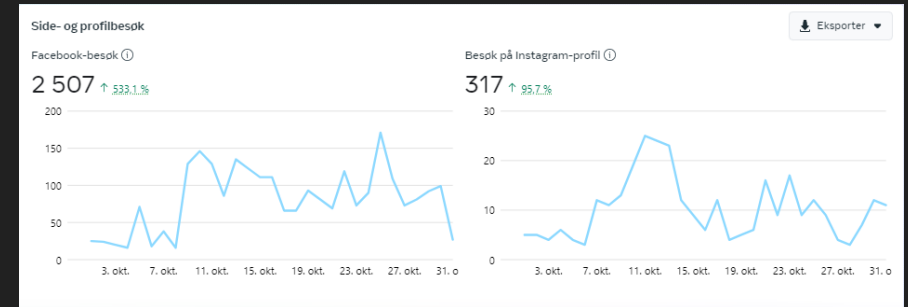 Side- og profilbesøk
Eksporter
Facebook-besøk
2 507 ↑ 533,1 %
200
150
100
50
0
3. okt. 7. okt. 11. okt. 15. okt. 19. okt. 23. okt. 27. okt. 31. o
Besøk på Instagram-profil
317 ↑ 95,7 %
30
20
10
0
3. okt. 7. okt. 11. okt. 15. okt. 19. okt. 23. okt. 27. okt. 31. o